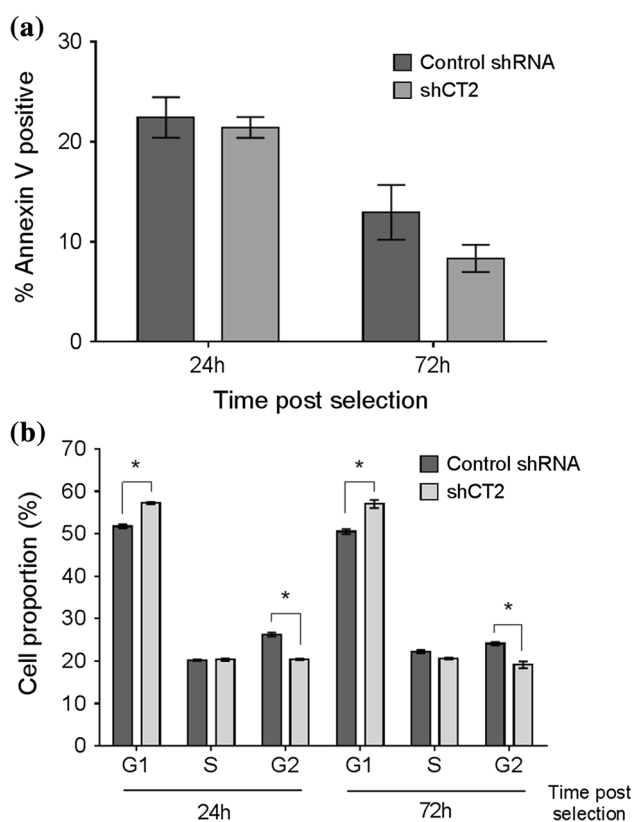 (a)
30
20
10
0
% Annexin V positive
Control shRNA
shCT2
24h 72h
Time post selection
(b)
70
60
50
40
30
20
10
0
Cell proportion (%)
Control shRNA
shCT2
* * * *
G1 S G2 G1 S G2
24h 72h
Time post
selection